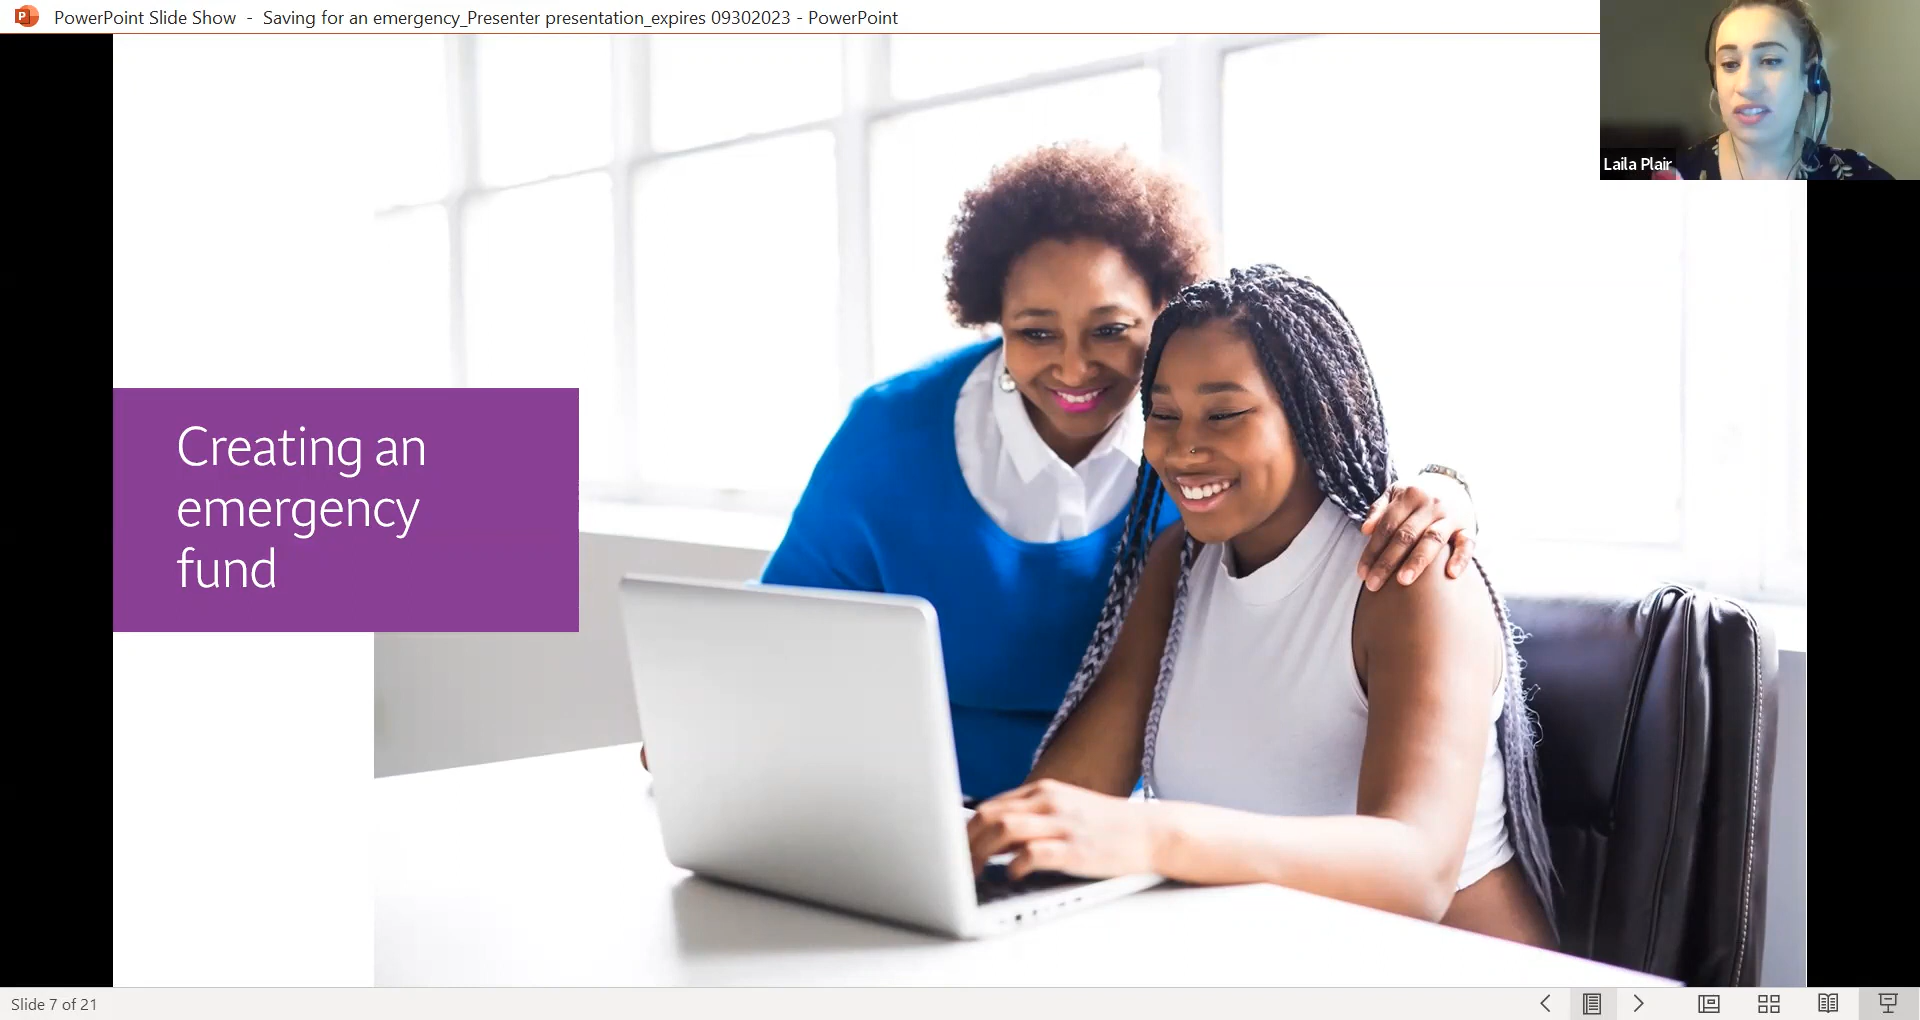 PowerPoint Slide Show - Saving for an emergency_Presenter presentation_expires 09302023 - PowerPoint
Laila Plair
Creating an
emergency
fund
Slide 7 of 21